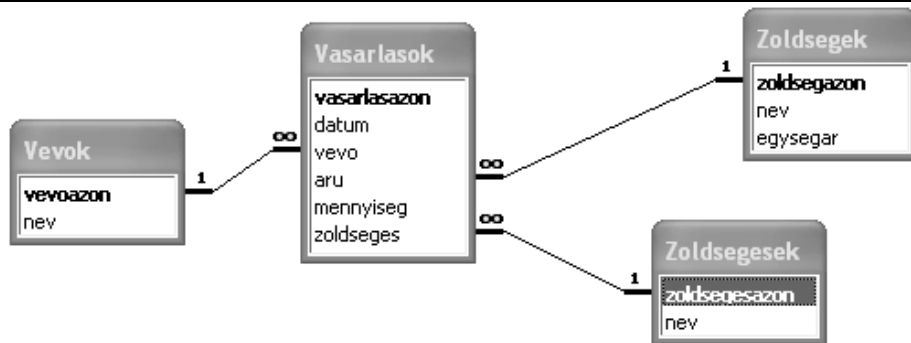 Vevok
vevoazon
nev
1
∞
Vasarlasok
vasarlasazon
datum
vevo
aru
mennyiseg
zoldseges
∞
∞
1
Zoldsegek
zoldsegazon
nev
egysegar
1
Zoldsegesek
zoldsegesazon
nev